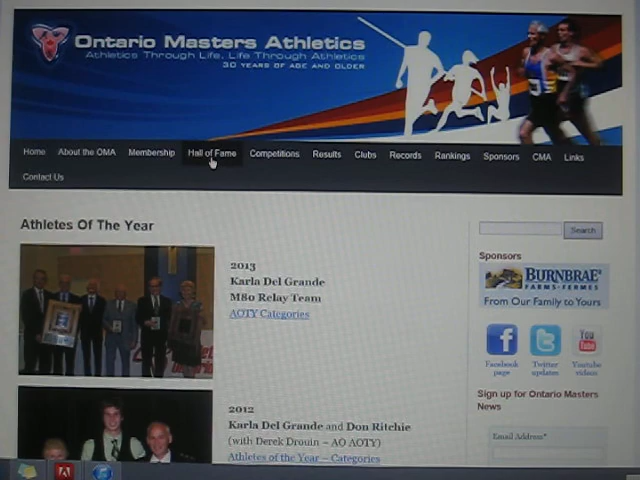 Ontario Masters Athletics
Athletics Through Life, Life Through Athletics
30 YEARS OF AGE AND OLDER
Home About the OMA Membership Hall of Fame Competitions Results Clubs Records Rankings Sponsors CMA Links
Contact Us
Athletes Of The Year
Search
2013
Karla Del Grande
M80 Relay Team
AOTY Categories
Sponsors
BURNBRAE
FARMS-FERMES
From Our Family to Yours
You
Tube
Facebook page
Twitter updates
Youtube videos
Sign up for Ontario Masters
News
Email Address*
2012
Karla Del Grande and Don Ritchie
(with Derek Drouin – AO AOTY)
Athletes of the Year – Categories